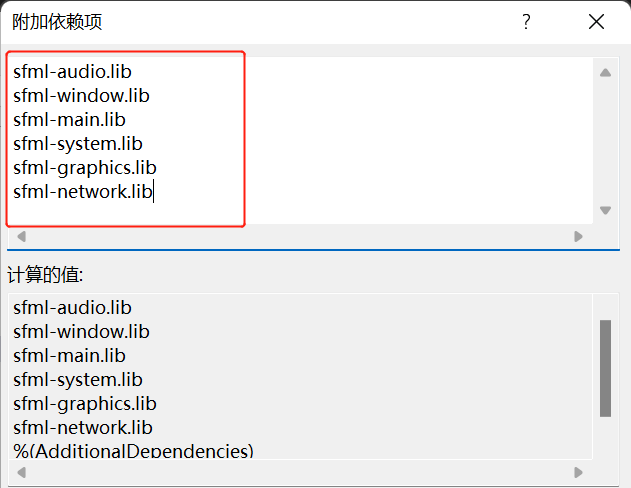 附加依赖项
?
sfml-audio.lib
sfml-window.lib
sfml-main.lib
sfml-system.lib
sfml-graphics.lib
sfml-network.lib
计算的值:
sfml-audio.lib
sfml-window.lib
sfml-main.lib
sfml-system.lib
sfml-graphics.lib
sfml-network.lib
%(AdditionalDependencies)